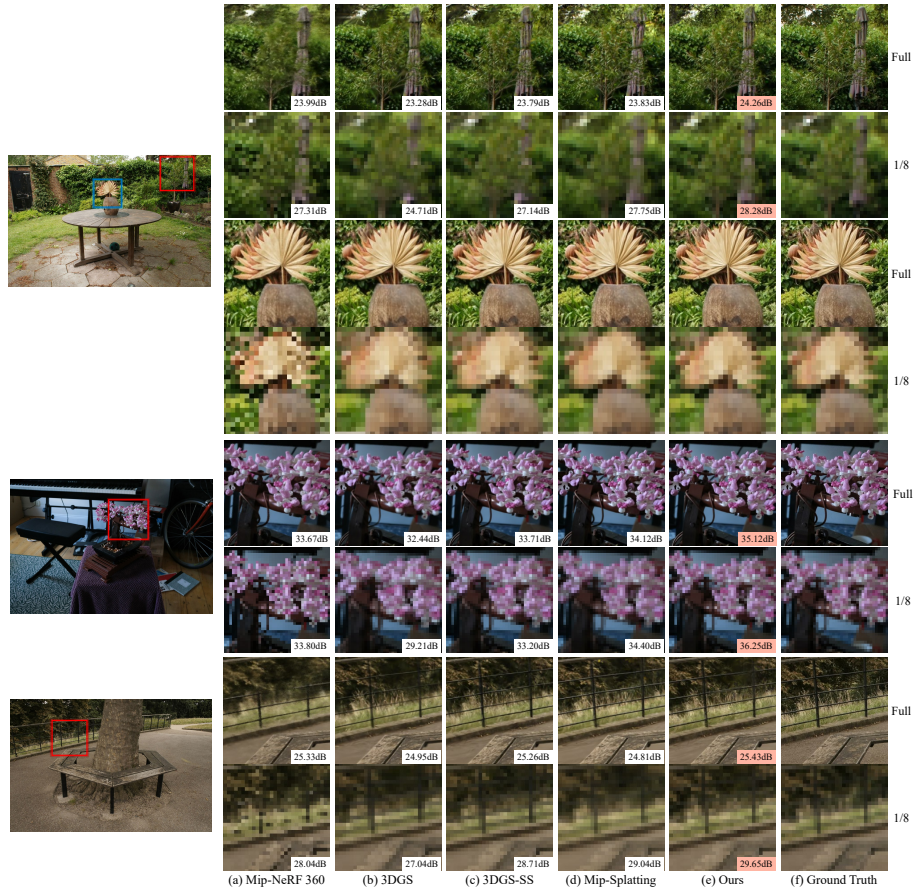 Full
23.99dB 23.28dB 23.79dB 23.83dB 24.26dB
1/8
27.31dB 24.71dB 27.14dB 27.75dB 28.28dB
Full
1/8
Full
33.67dB 32.44dB 33.71dB 34.12dB 35.12dB
1/8
33.80dB 29.21dB 33.20dB 34.40dB 36.25dB
Full
25.33dB 24.95dB 25.26dB 24.81dB 25.43dB
1/8
28.04dB 27.04dB 28.71dB 29.04dB 29.65dB
(a) Mip-NeRF 360 (b) 3DGS (c) 3DGS-SS (d) Mip-Splatting (e) Ours (f) Ground Truth